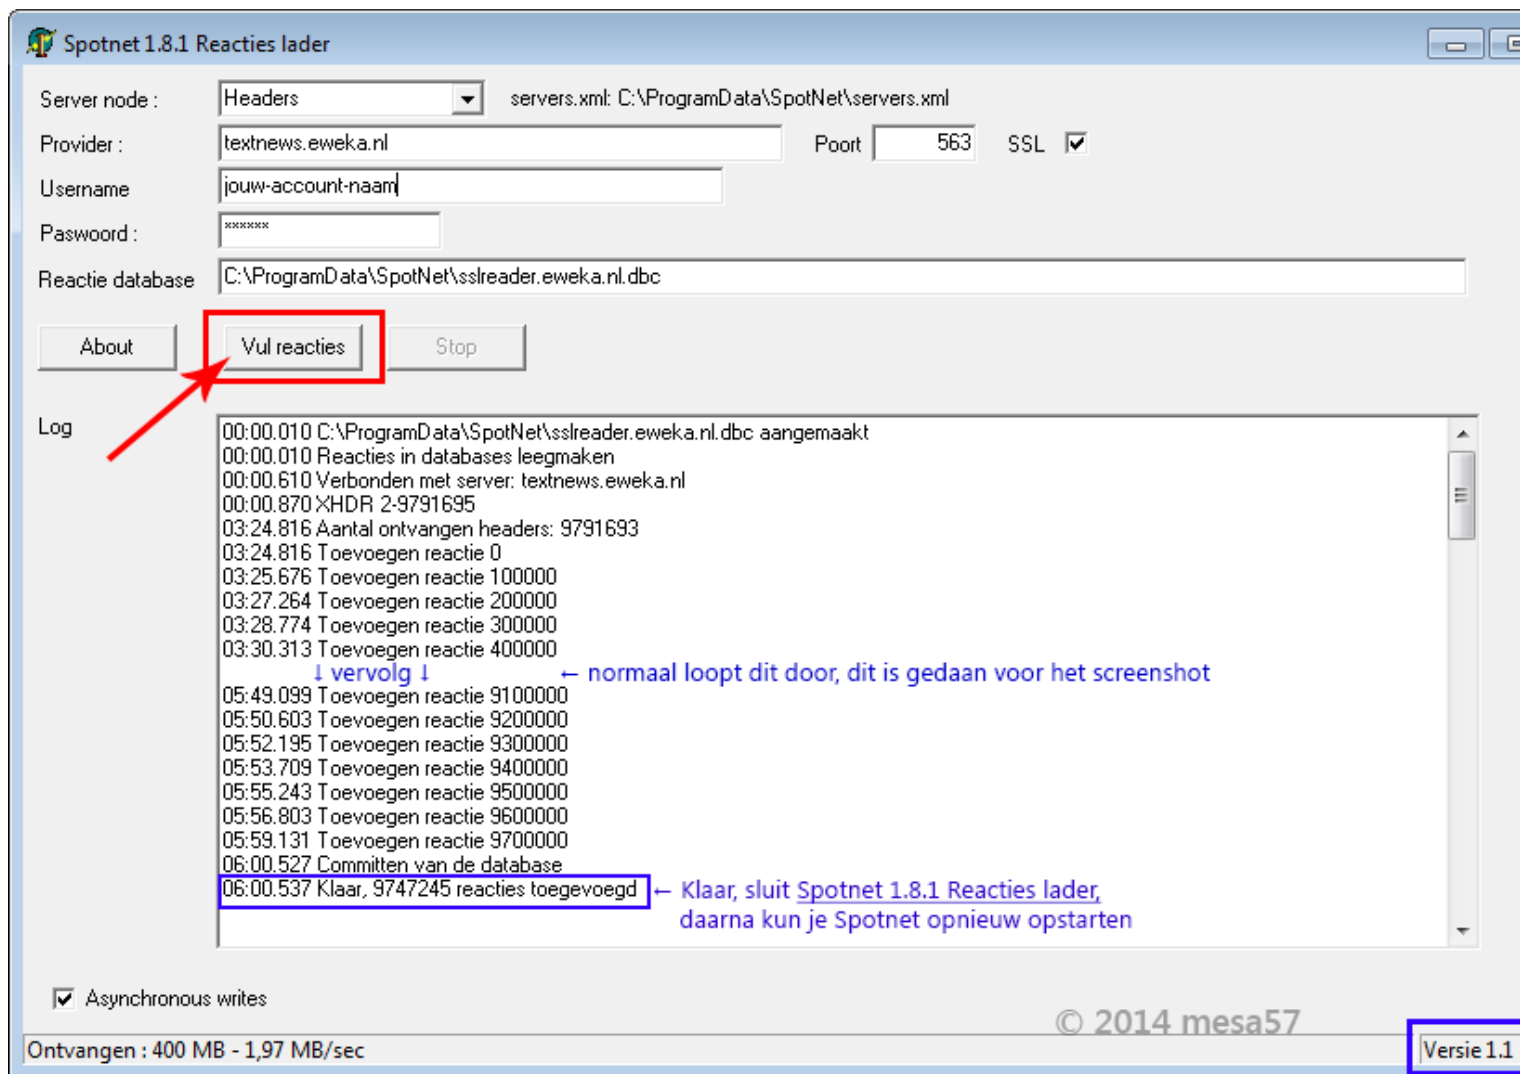 Spotnet 1.8.1 Reacties lader
Server node : Headers servers.xml: C:\ProgramData\SpotNet\servers.xml
Provider : textnews.eweka.nl Poort 563 SSL
Username jouw-account-naam
Paswoord : ******
Reactie database C:\ProgramData\SpotNet\sslreader.eweka.nl.dbc
About Vul reacties Stop
Log
00:00.010 C:\ProgramData\SpotNet\sslreader.eweka.nl.dbc aangemaakt
00:00.010 Reacties in databases leegmaken
00:00.610 Verbonden met server: textnews.eweka.nl
00:00.870 XHDR 2-9791695
03:24.816 Aantal ontvangen headers: 9791693
03:24.816 Toevoegen reactie 0
03:25.676 Toevoegen reactie 100000
03:27.264 Toevoegen reactie 200000
03:28.774 Toevoegen reactie 300000
03:30.313 Toevoegen reactie 400000
↓ vervolg ↓ ← normaal loopt dit door, dit is gedaan voor het screenshot
05:49.099 Toevoegen reactie 9100000
05:50.603 Toevoegen reactie 9200000
05:52.195 Toevoegen reactie 9300000
05:53.709 Toevoegen reactie 9400000
05:55.243 Toevoegen reactie 9500000
05:56.803 Toevoegen reactie 9600000
05:59.131 Toevoegen reactie 9700000
06:00.527 Committen van de database
06:00.537 Klaar, 9747245 reacties toegevoegd ← Klaar, sluit Spotnet 1.8.1 Reacties lader,
daarna kun je Spotnet opnieuw opstarten
Asynchronous writes
© 2014 mesa57
Ontvangen : 400 MB - 1,97 MB/sec Versie 1.1